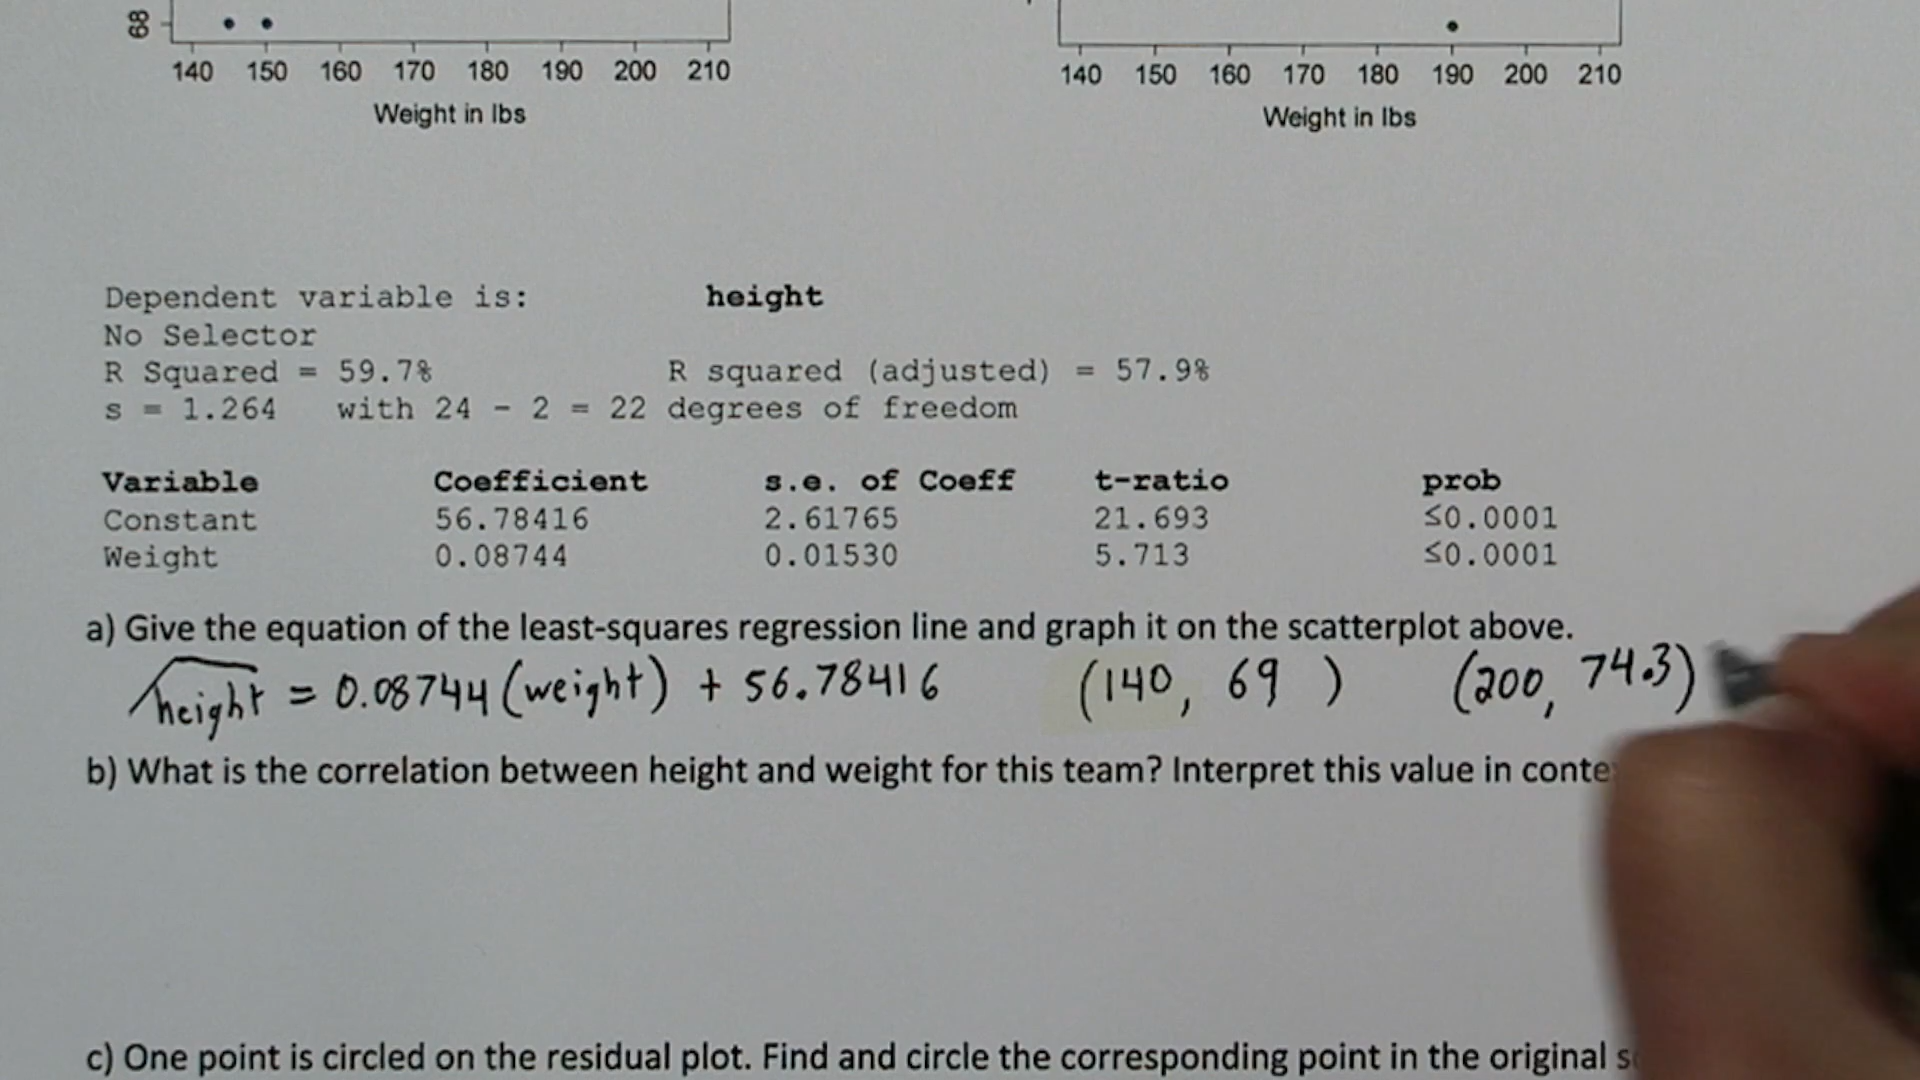 68
140 150 160 170 180 190 200 210
Weight in lbs
140 150 160 170 180 190 200 210
Weight in lbs
Dependent variable is: height
No Selector
R Squared = 59.7% R squared (adjusted) = 57.9%
s = 1.264 with 24 - 2 = 22 degrees of freedom
Variable Coefficient s.e. of Coeff t-ratio prob
Constant 56.78416 2.61765 21.693 ≤0.0001
Weight 0.08744 0.01530 5.713 ≤0.0001
a) Give the equation of the least-squares regression line and graph it on the scatterplot above.
height = 0.08744 (weight) + 56.78416 (140, 69 ) (200, 74.3)
b) What is the correlation between height and weight for this team? Interpret this value in
c) One point is circled on the residual plot. Find and circle the corresponding point in the original